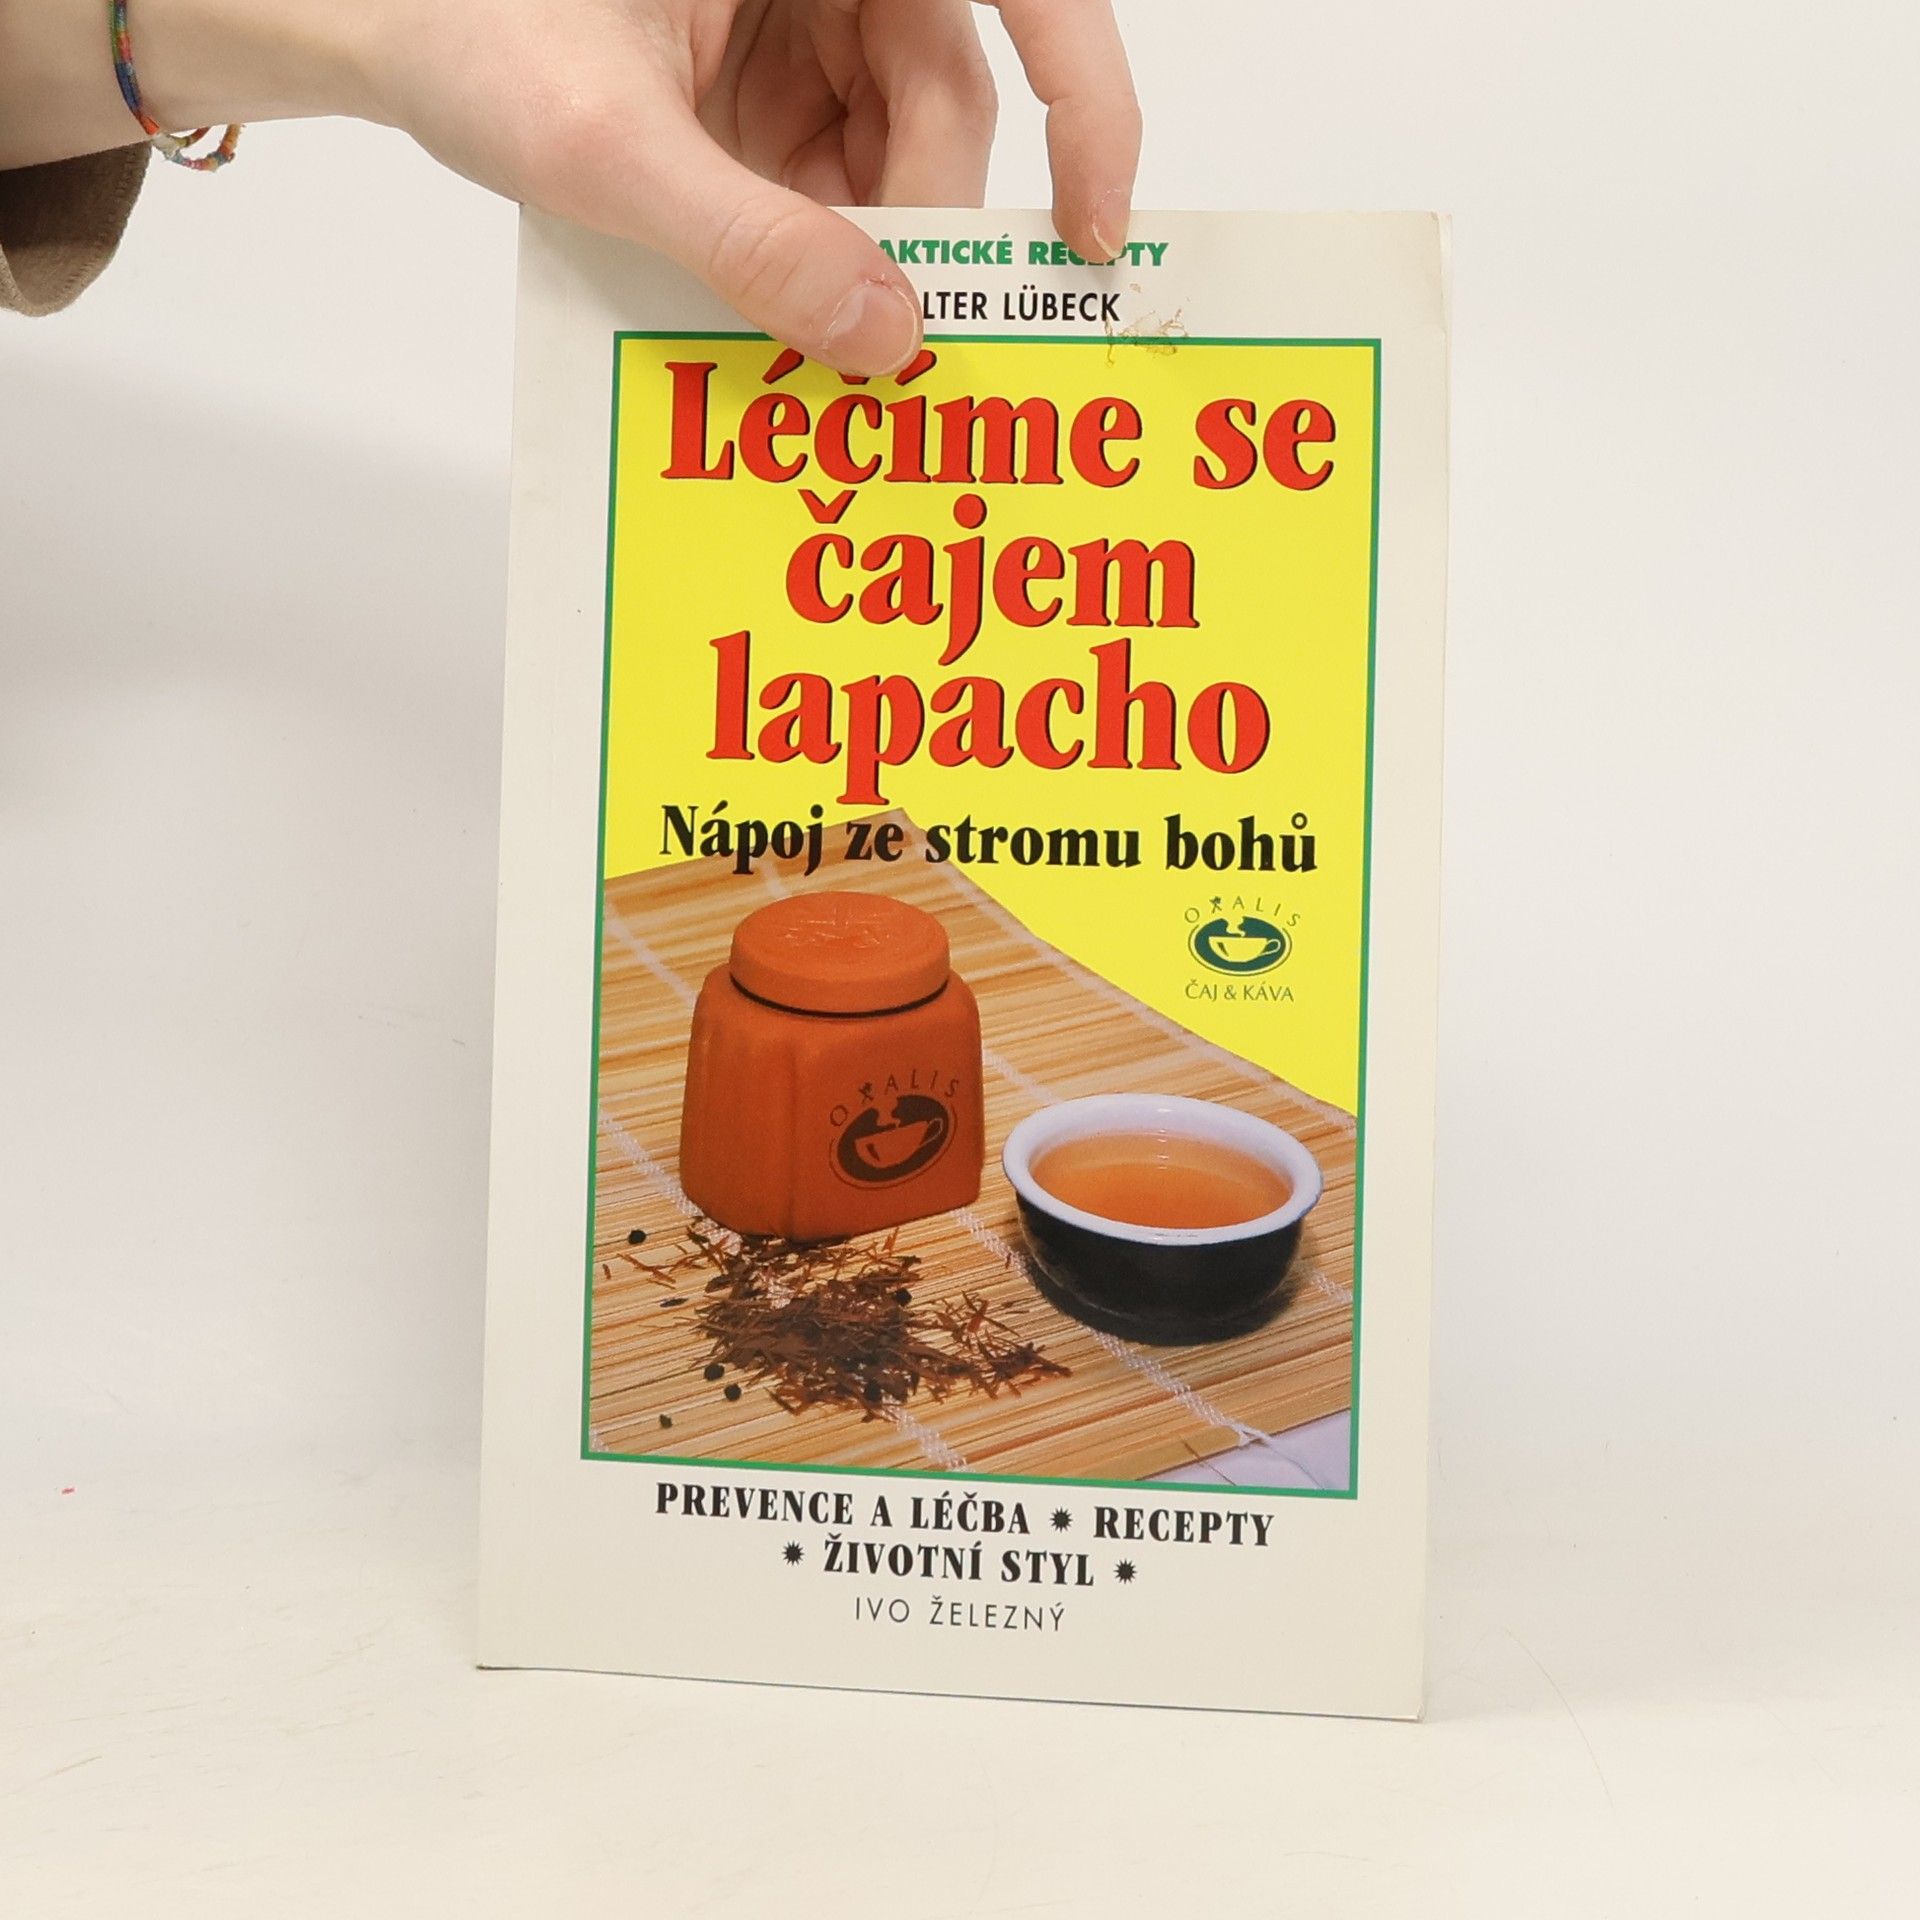 AKTICKÉ RECEPTY
LTER LÜBECK
Léčíme se
čajem
lapacho
Nápoj ze stromu bohů
OXALIS
ČAJ & KÁVA
OXALIS
PREVENCE A LÉČBA * RECEPTY
* ŽIVOTNÍ STYL *
IVO ŽELEZNÝ